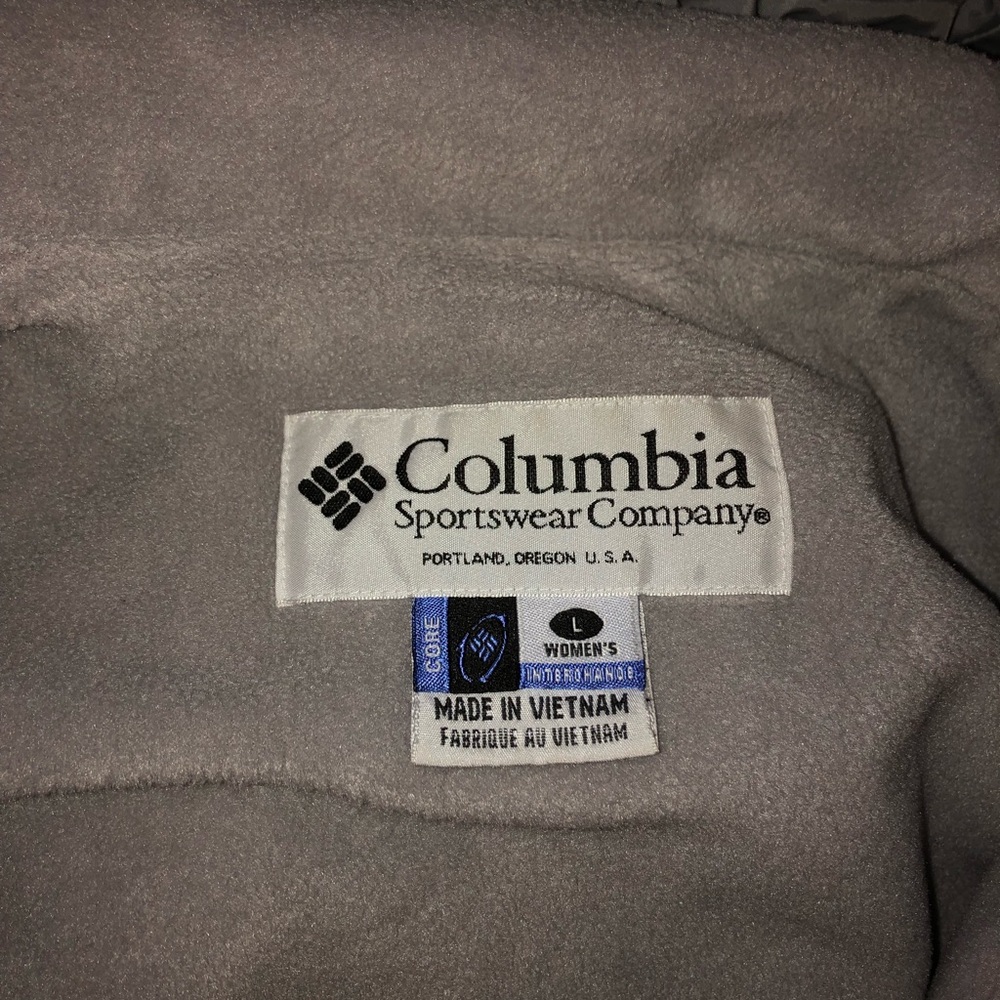 Columbia
Sportswear Company®
PORTLAND, OREGON U.S.A.
CORE
L
WOMEN'S
INTERCHANGE
MADE IN VIETNAM
FABRIQUE AU VIETNAM